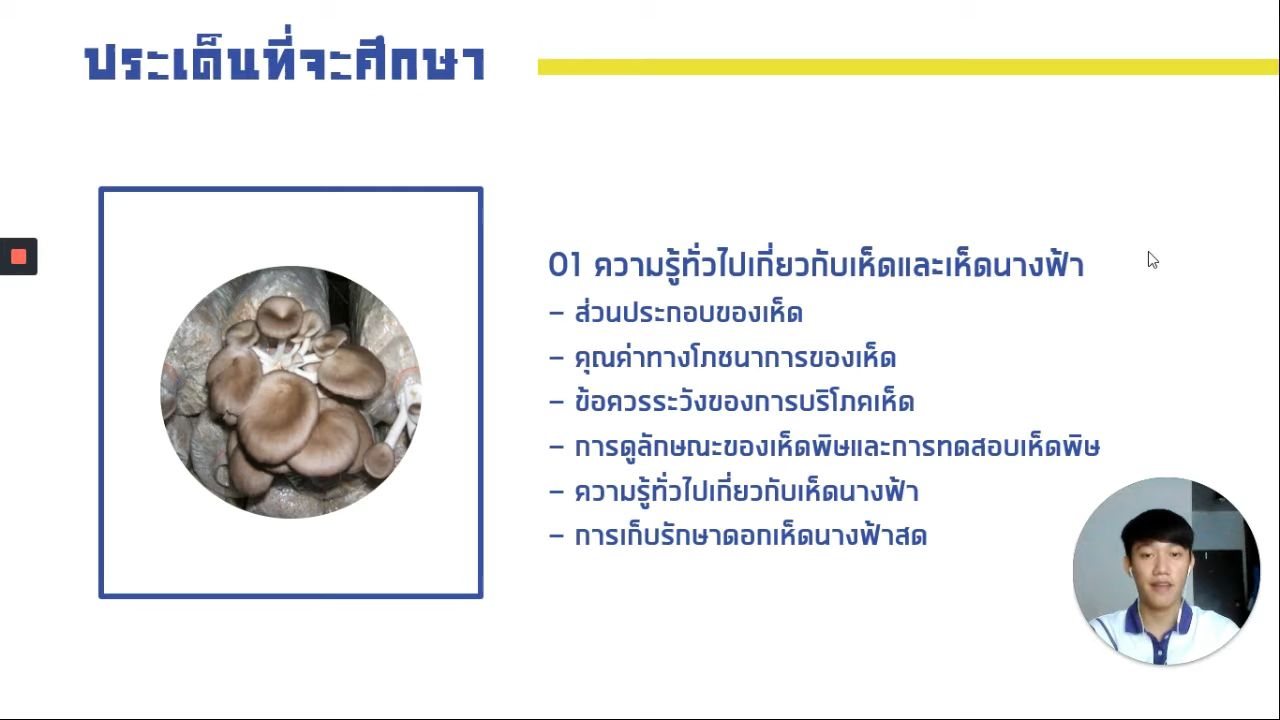 ประเด็นที่จะศึกษา
01 ความรู้ทั่วไปเกี่ยวกับเห็ดและเห็ดนางฟ้า
- ส่วนประกอบของเห็ด
- คุณค่าทางโภชนาการของเห็ด
- ข้อควรระวังของการบริโภคเห็ด
- การดูลักษณะของเห็ดพิษและการทดสอบเห็ดพิษ
- ความรู้ทั่วไปเกี่ยวกับเห็ดนางฟ้า
- การเก็บรักษาดอกเห็ดนางฟ้าสด